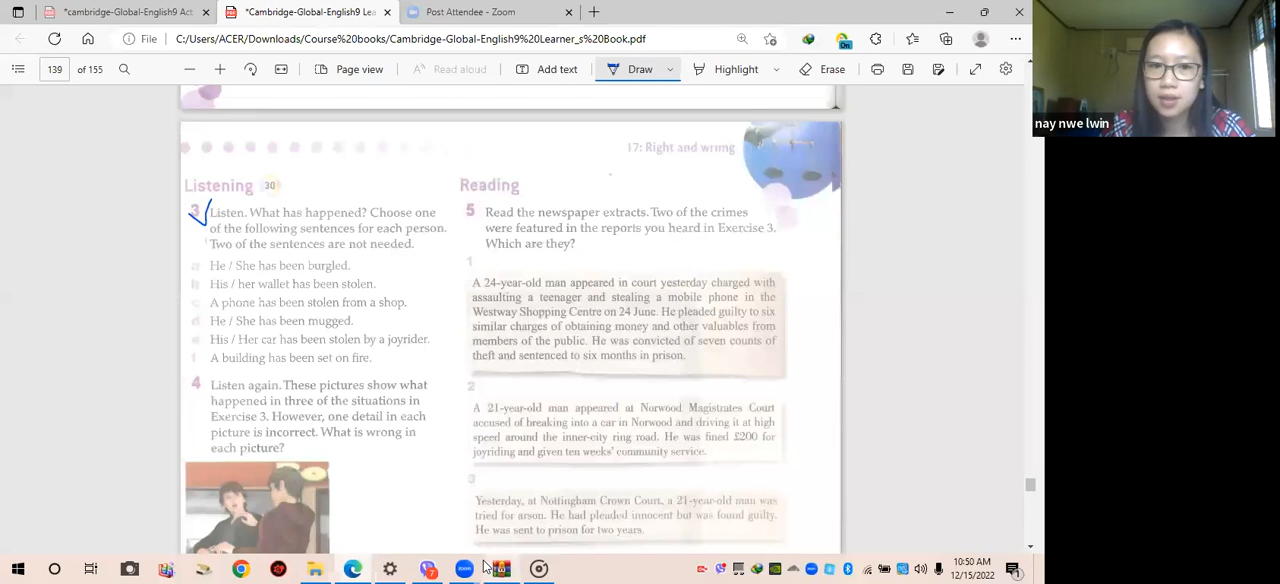 *cambridge-Global-English9 Act
*Cambridge-Global-English9 Lea
Post Attendee - Zoom
File
C:/Users/ACER/Downloads/Course%20books/Cambridge-Global-English9%20Learner_s%20Book.pdf
On
139 of 155
Page view
Read aloud
Add text
Draw
Highlight
Erase
nay nwe lwin
17: Right and wrong
Listening 30
3 Listen. What has happened? Choose one
of the following sentences for each person.
Two of the sentences are not needed.
a He / She has been burgled.
b His / her wallet has been stolen.
c A phone has been stolen from a shop.
d He / She has been mugged.
e His / Her car has been stolen by a joyrider.
f A building has been set on fire.
4 Listen again. These pictures show what
happened in three of the situations in
Exercise 3. However, one detail in each
picture is incorrect. What is wrong in
each picture?
Reading
5 Read the newspaper extracts. Two of the crimes
were featured in the reports you heard in Exercise 3.
Which are they?
1
A 24-year-old man appeared in court yesterday charged with
assaulting a teenager and stealing a mobile phone in the
Westway Shopping Centre on 24 June. He pleaded guilty to six
similar charges of obtaining money and other valuables from
members of the public. He was convicted of seven counts of
theft and sentenced to six months in prison.
2
A 21-year-old man appeared at Norwood Magistrates Court
accused of breaking into a car in Norwood and driving it at high
speed around the inner-city ring road. He was fined £200 for
joyriding and given ten weeks' community service.
3
Yesterday, at Nottingham Crown Court, a 21-year-old man was
tried for arson. He had pleaded innocent but was found guilty.
He was sent to prison for two years.
zoom
7
10:50 AM
12/15/2022
1